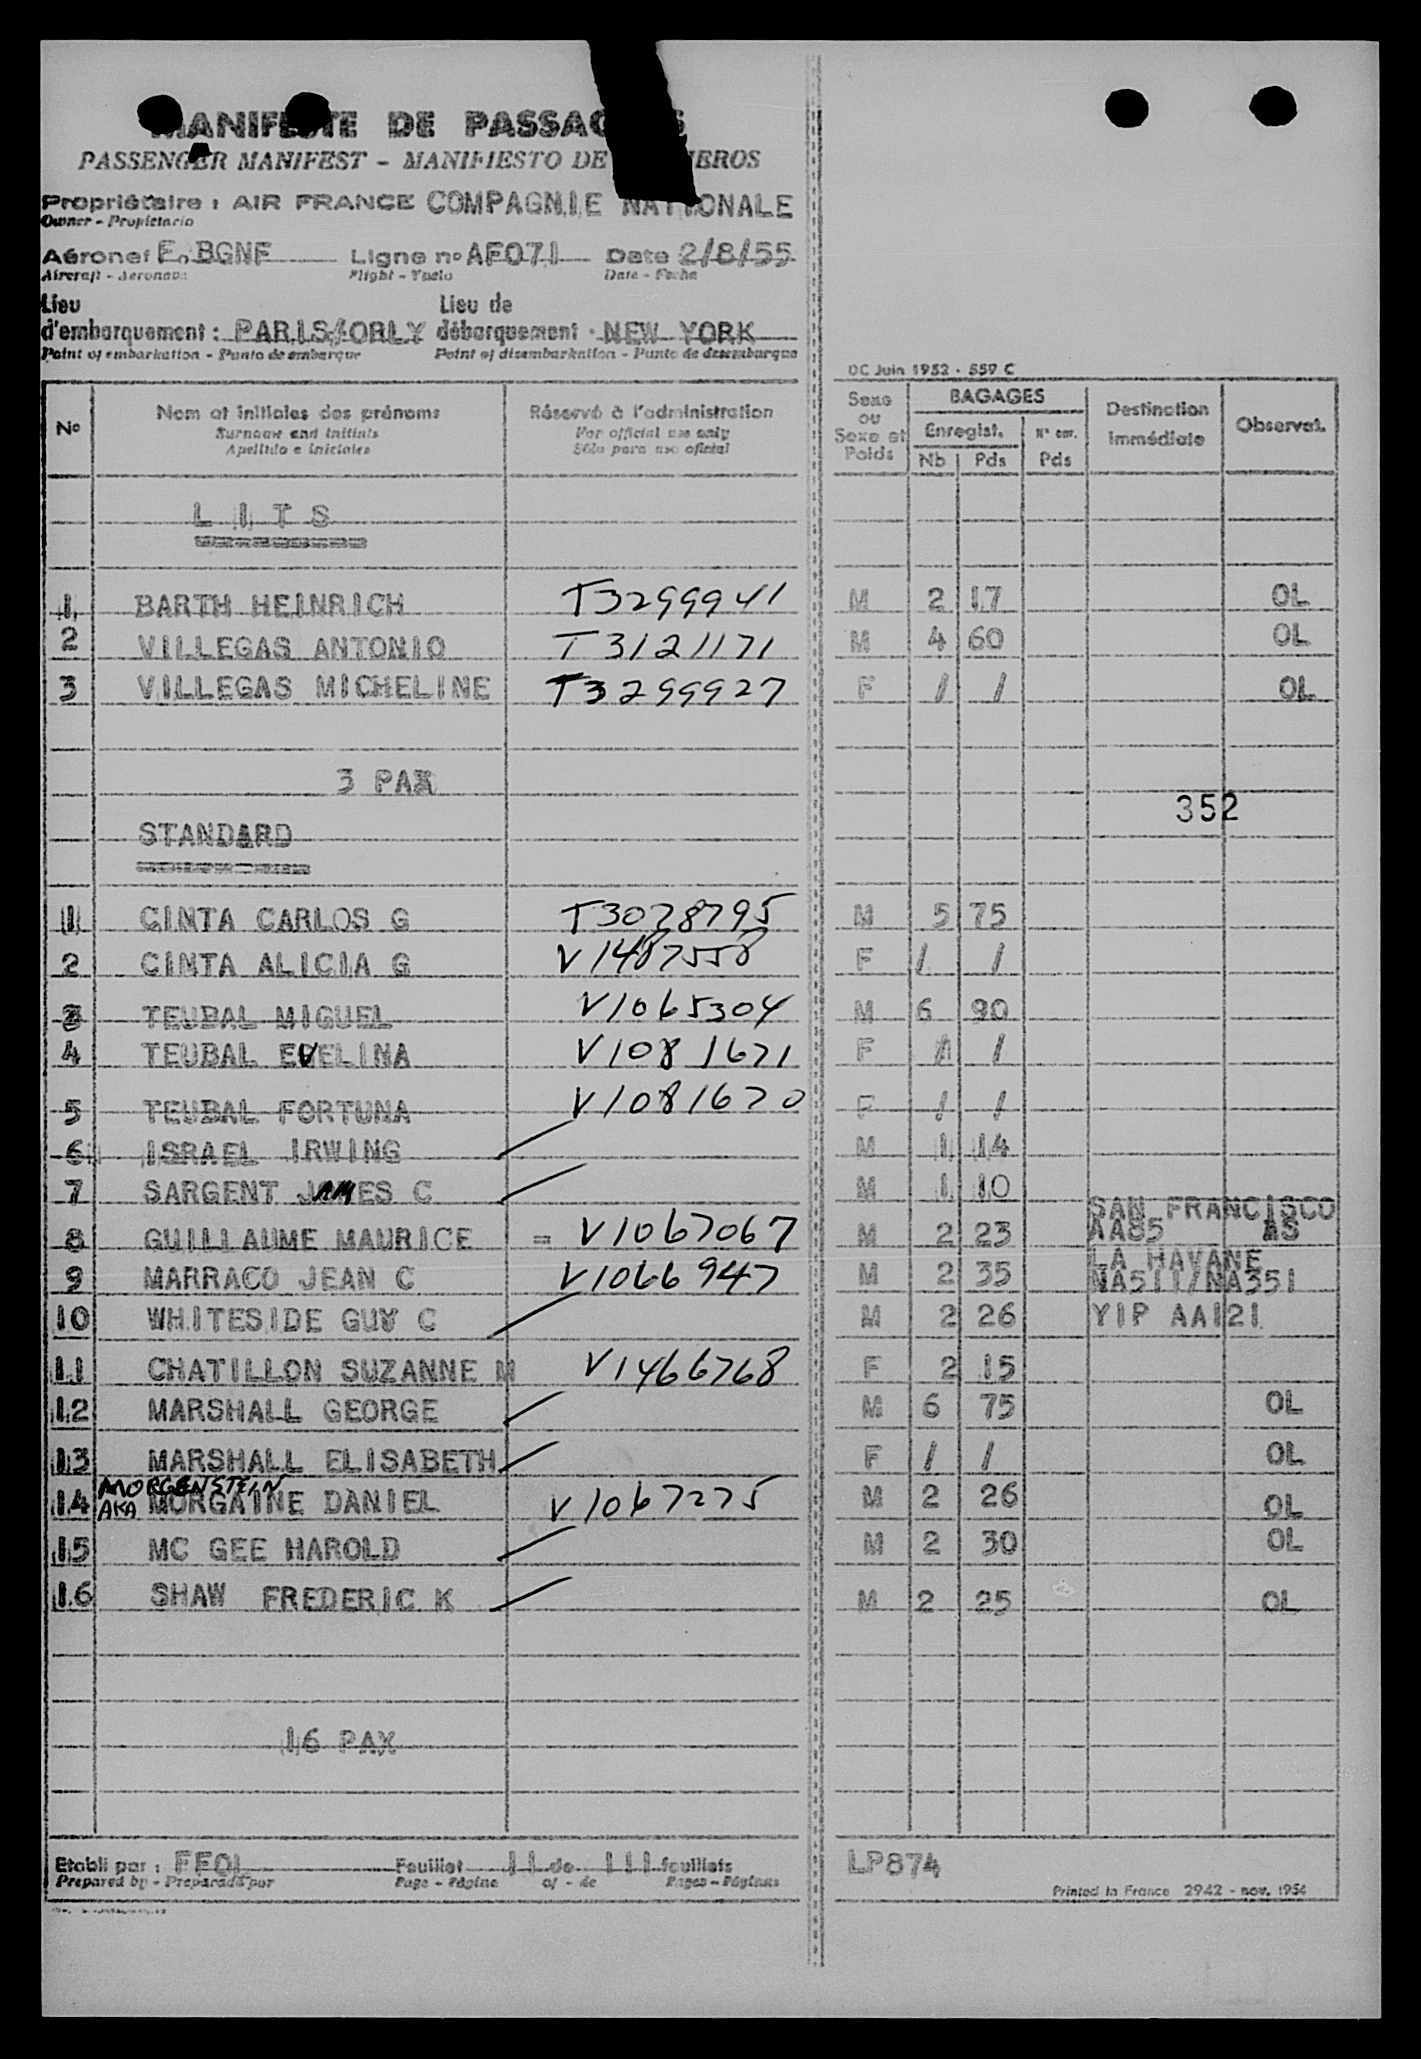 MANIFESTE DE PASSAG S
PASSENGER MANIFEST - MANIFIESTO DE JEROS
Propriétaire : AIR FRANCE COMPAGNIE NATIONALE
Owner - Propietario
Aéronef F.BGNF Ligne no AF071 Date 2/8/55
Aircraft - Aeronave Flight - Vuelo Date - Fecha
Lieu Lieu de
d'embarquement : PARIS/ORLY débarquement : NEW YORK
Point of embarkation - Punto de embarque Point of disembarkation - Punto de desembarque
OC Juin 1952 - 559 C
No Nom et initiales des prénoms Réservé à l'administration Sexe ou Sexe et Poids BAGAGES Destination immédiate Observat.
Surname and initials For official use only Enregist. No cor.
Apellido e iniciales Sólo para uso oficial Nb Pds Pds
LITS
1 BARTH HEINRICH T3299941 M 2 17 OL
2 VILLEGAS ANTONIO T3121171 M 4 60 OL
3 VILLEGAS MICHELINE T3299927 F / / OL
3 PAX
352
STANDARD
1 CINTA CARLOS G T3028795 M 5 75
2 CINTA ALICIA G V1487558 F / /
3 TEUBAL MIGUEL V1065304 M 6 90
4 TEUBAL EVELINA V1081671 F / /
5 TEUBAL FORTUNA V1081670 F / /
6 ISRAEL IRWING M 1 14
7 SARGENT JAMES C M 1 10
SAN FRANCISCO
8 GUILLAUME MAURICE = V1067067 M 2 23 AA85 AS
LA HAVANE
9 MARRACO JEAN C V1066947 M 2 35 NA511/NA351
10 WHITESIDE GUY C M 2 26 YIP AA121
11 CHATILLON SUZANNE M V1466768 F 2 15
12 MARSHALL GEORGE M 6 75 OL
13 MARSHALL ELISABETH F / / OL
MORGENSTEIN
14 AKA MORGAINE DANIEL V1067275 M 2 26 OL
15 MC GEE HAROLD M 2 30 OL
16 SHAW FREDERIC K M 2 25 OL
16 PAX
Etabli par : Feuillet 11 de 111 feuillets LP874
Prepared by - Preparado por Page - Página of - de Pages - Páginas
Printed in France 2942 - nov. 1954